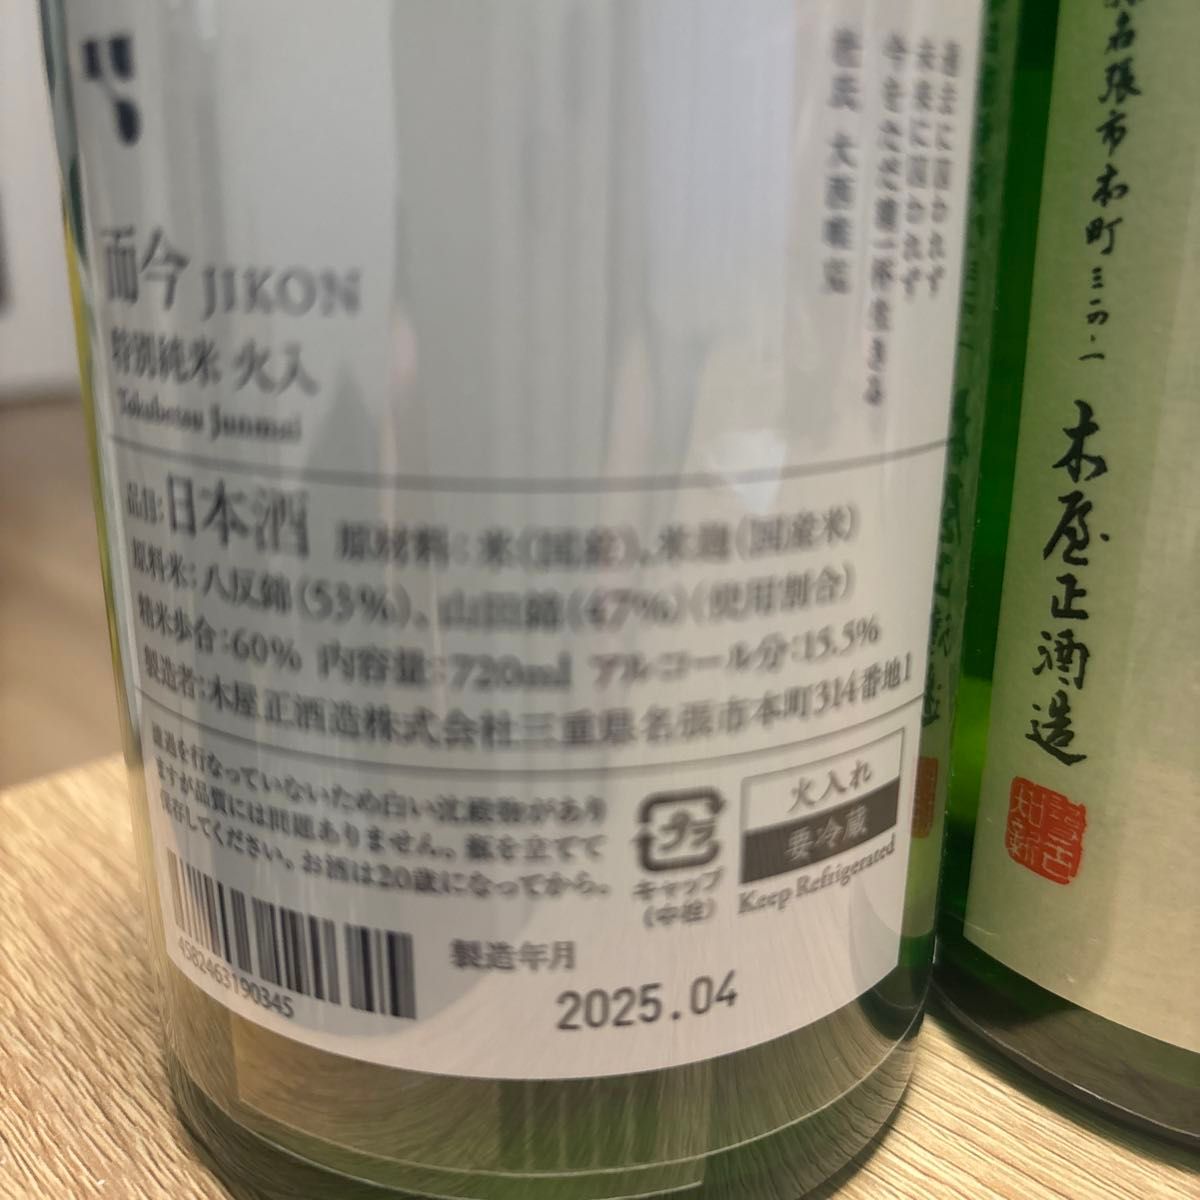 過去に囚われず
未来に囚われず
今をただ精一杯生きる
杜氏 大西唯克
而今 JIKON
特別純米 火入
Tokubetsu Junmai
品目:日本酒 原材料:米(国産)、米麹(国産米)
原料米:八反錦(53%)、山田錦(47%)(使用割合)
精米歩合:60% 内容量:720ml アルコール分:15.5%
製造者:木屋正酒造株式会社三重県名張市本町314番地1
濾過を行なっていないため白い沈殿物があり
ますが品質には問題ありません。瓶を立てて
保存してください。お酒は20歳になってから。
プラ
キャップ
(中栓)
火入れ
要冷蔵
Keep Refrigerated
4582463190345
製造年月
2025.04
名張市本町三一四の一
木屋正酒造